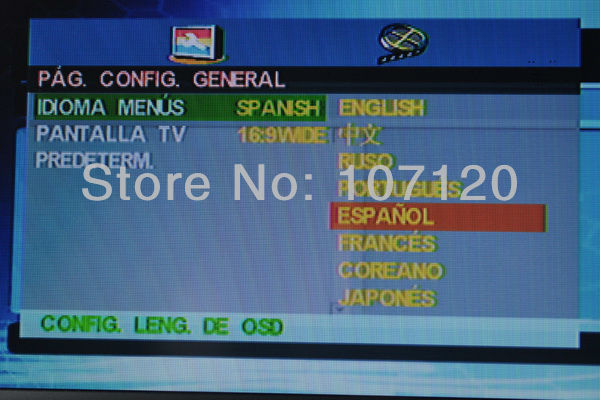 PÁG. CONFIG. GENERAL
IDIOMA MENÚS SPANISH ENGLISH
PANTALLA TV 16:9WIDE 中文
PREDETERM. RUSO
Store No: 107120
PORTUGUÉS
ESPAÑOL
FRANCÉS
COREANO
JAPONÉS
CONFIG. LENG. DE OSD